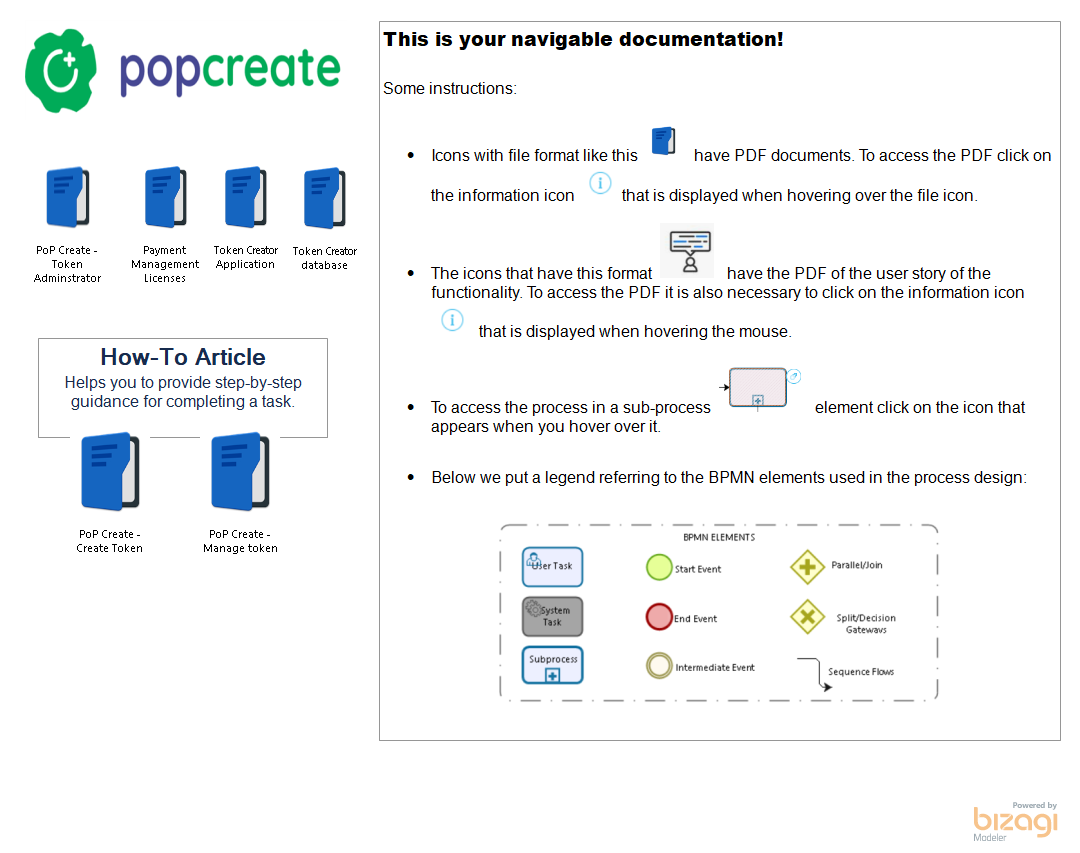 popcreate
PoP Create -
Token
Adminstrator
Payment
Management
Licenses
Token Creator
Application
Token Creator
database
How-To Article
Helps you to provide step-by-step
guidance for completing a task.
PoP Create -
Create Token
PoP Create -
Manage token
This is your navigable documentation!
Some instructions:
• Icons with file format like this have PDF documents. To access the PDF click on
the information icon that is displayed when hovering over the file icon.
• The icons that have this format have the PDF of the user story of the
functionality. To access the PDF it is also necessary to click on the information icon
that is displayed when hovering the mouse.
• To access the process in a sub-process element click on the icon that
appears when you hover over it.
• Below we put a legend referring to the BPMN elements used in the process design:
BPMN ELEMENTS
User Task
Start Event
Parallel/Join
System
Task
End Event
Split/Decision
Gateways
Subprocess
Intermediate Event
Sequence Flows
Powered by
bizagi
Modeler